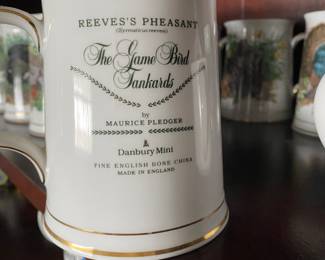 REEVES'S PHEASANT
(Syrmaticus reevesi)
The Game Bird
Tankards
by
MAURICE PLEDGER
Danbury Mint
FINE ENGLISH BONE CHINA
MADE IN ENGLAND